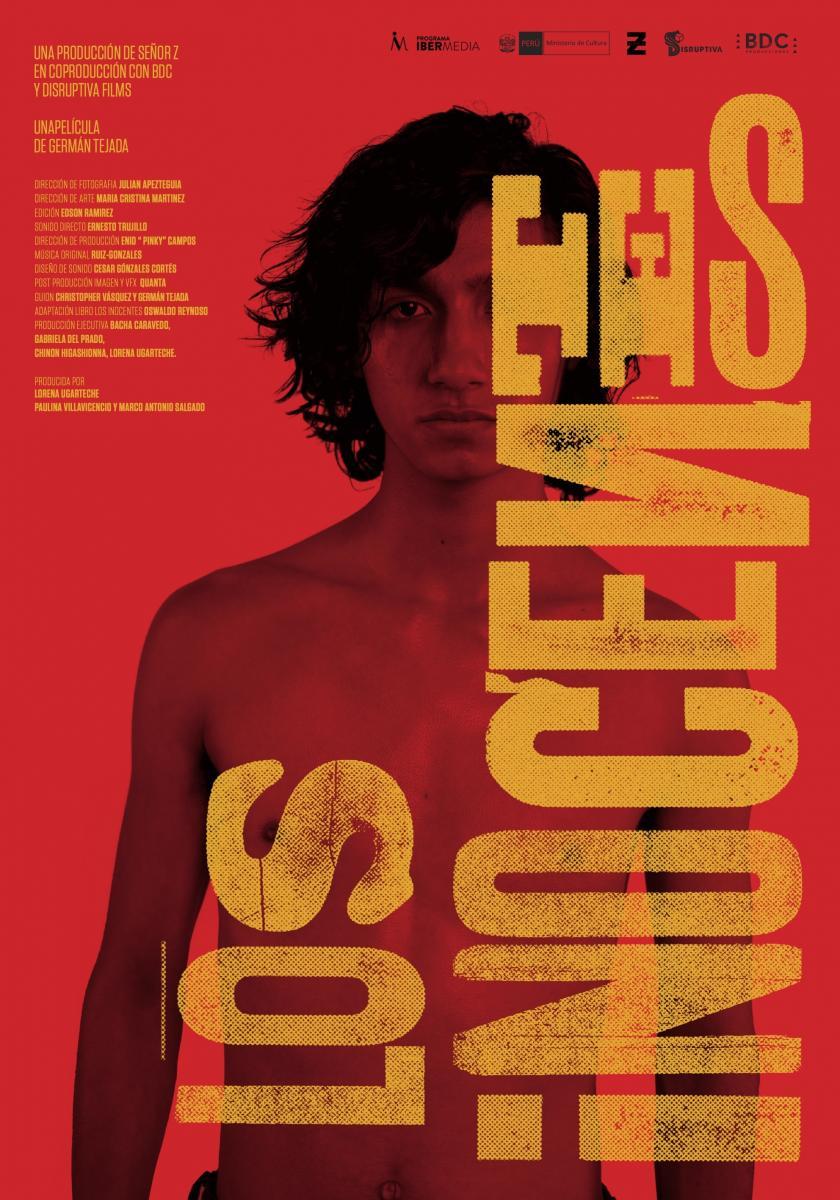 UNA PRODUCCIÓN DE SEÑOR Z
EN COPRODUCCIÓN CON BDC
Y DISRUPTIVA FILMS
UNAPELÍCULA
DE GERMÁN TEJADA
DIRECCIÓN DE FOTOGRAFIA JULIAN APEZTEGUIA
DIRECCIÓN DE ARTE MARIA CRISTINA MARTINEZ
EDICIÓN EDSON RAMIREZ
SONIDO DIRECTO ERNESTO TRUJILLO
DIRECCIÓN DE PRODUCCIÓN ENIO " PINKY" CAMPOS
MÚSICA ORIGINAL RUIZ-GONZALES
DISEÑO DE SONIDO CESAR GÓNZALES CORTÉS
POST PRODUCCIÓN IMAGEN Y VFX QUANTA
GUION CHRISTOPHER VÁSQUEZ Y GERMÁN TEJADA
ADAPTACIÓN LIBRO LOS INOCENTES OSWALDO REYNOSO
PRODUCCIÓN EJECUTIVA BACHA CARAVEDO,
GABRIELA DEL PRADO,
CHINON HIGASHIONNA, LORENA UGARTECHE.
PRODUCIDA POR
LORENA UGARTECHE
PAULINA VILLAVICENCIO Y MARCO ANTONIO SALGADO
PROGRAMA
IBERMEDIA
PERÚ Ministerio de Cultura
Z
DISRUPTIVA
BDC
PRODUCCIONES
LOS
iNOCENTES